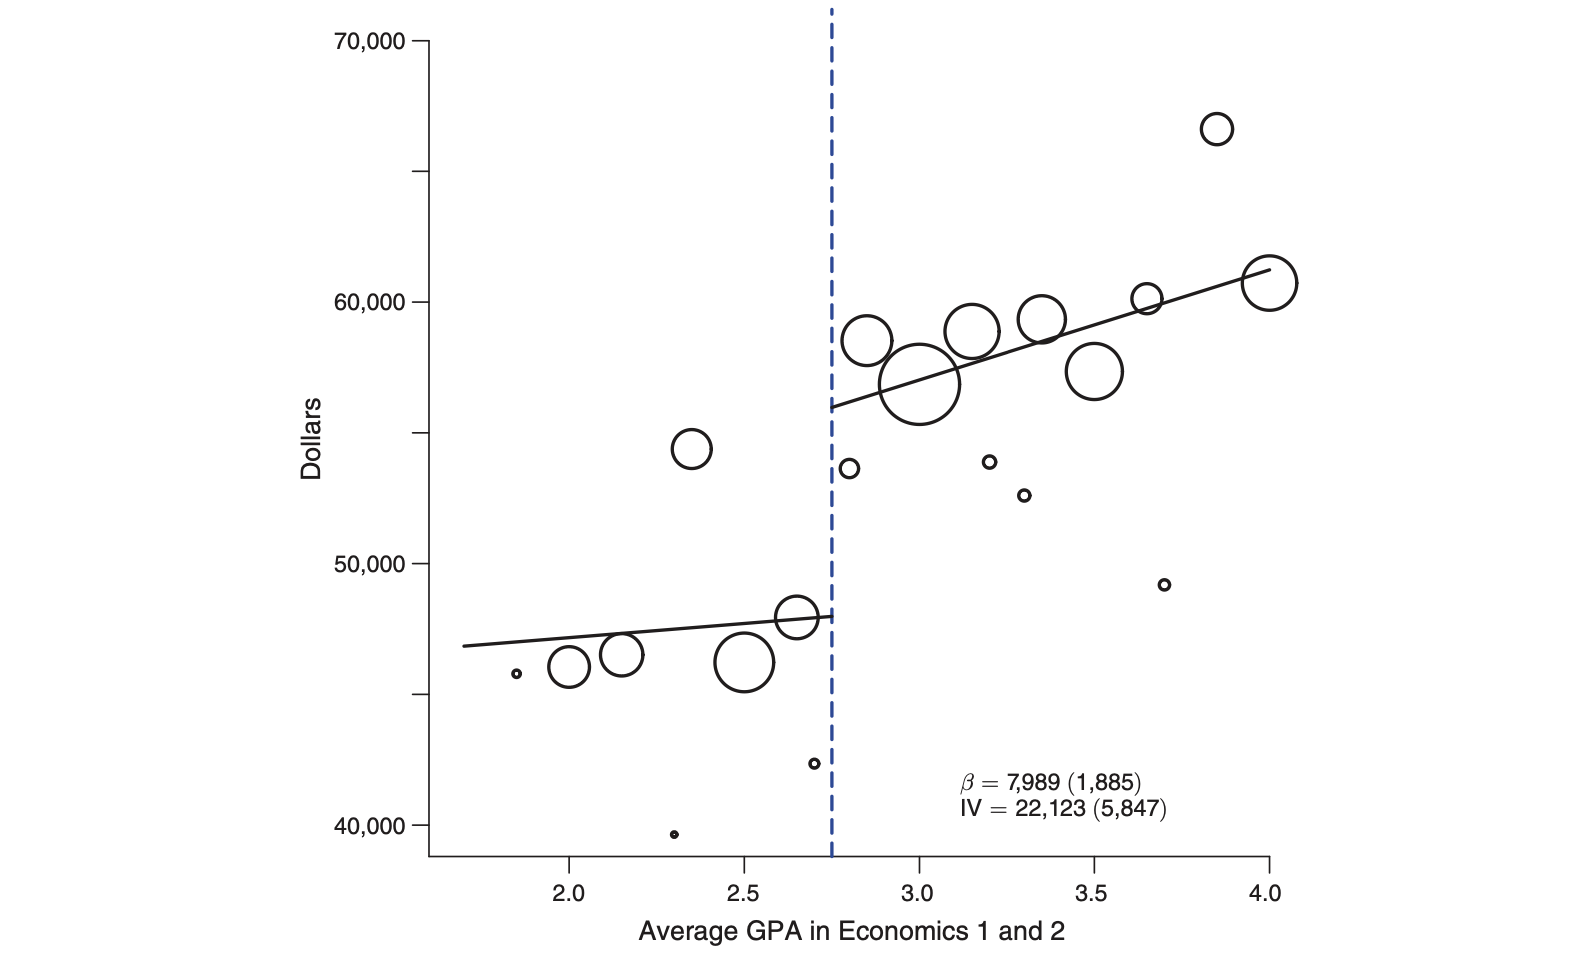 70,000
60,000
50,000
40,000
Dollars
β = 7,989 (1,885)
IV = 22,123 (5,847)
2.0 2.5 3.0 3.5 4.0
Average GPA in Economics 1 and 2